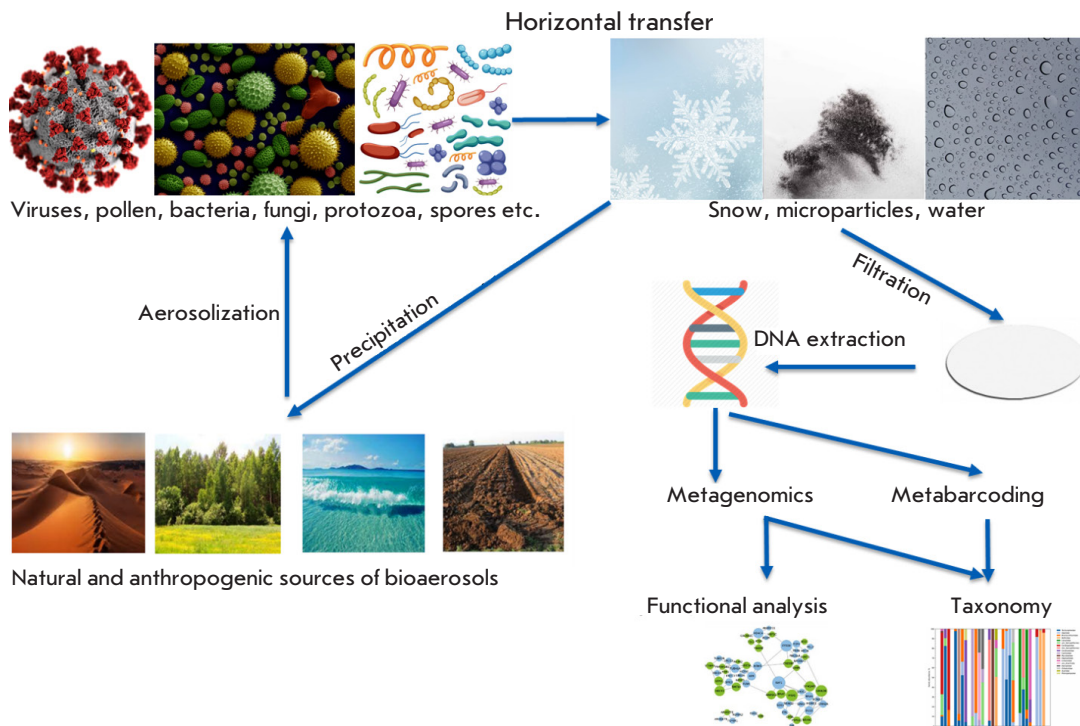 Horizontal transfer
Viruses, pollen, bacteria, fungi, protozoa, spores etc.
Snow, microparticles, water
Aerosolization
Precipitation
Filtration
DNA extraction
Natural and anthropogenic sources of bioaerosols
Metagenomics
Metabarcoding
Functional analysis
Taxonomy